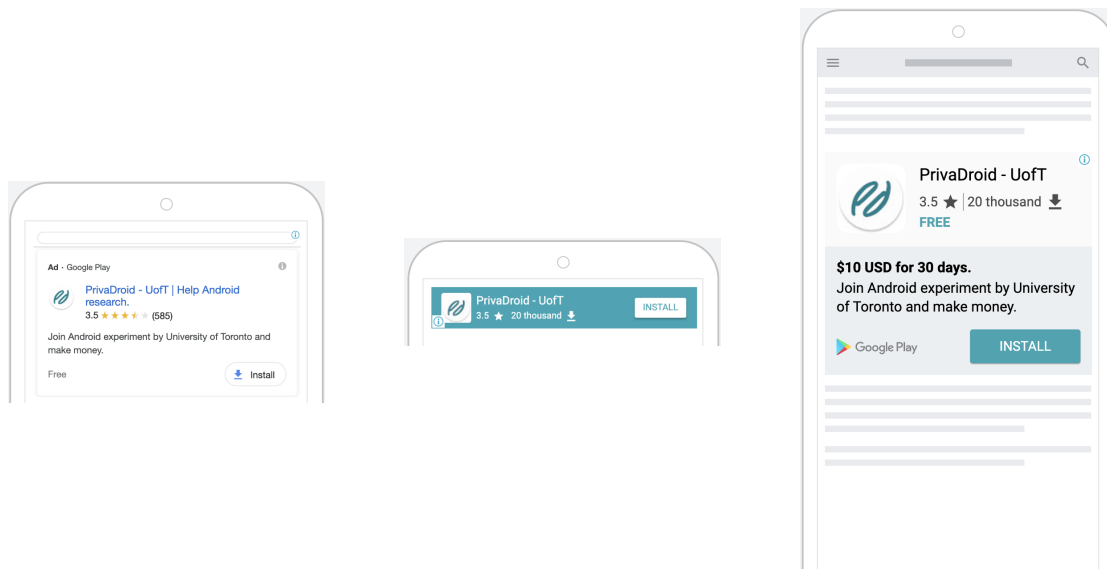 Ad · Google Play
PrivaDroid - UofT | Help Android
research.
3.5 (585)
Join Android experiment by University of Toronto and
make money.
Free
Install
PrivaDroid - UofT
3.5 ★ 20 thousand
INSTALL
PrivaDroid - UofT
3.5 ★ | 20 thousand
FREE
$10 USD for 30 days.
Join Android experiment by University
of Toronto and make money.
Google Play
INSTALL